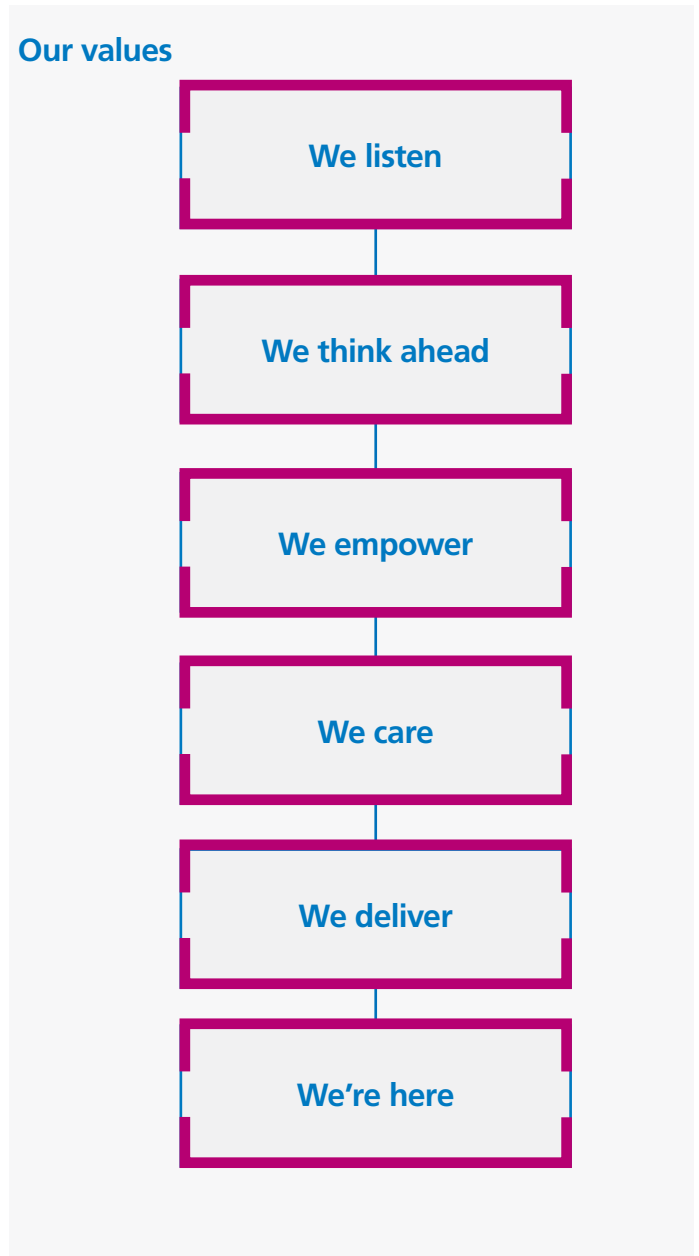 Our values
We listen
We think ahead
We empower
We care
We deliver
We’re here